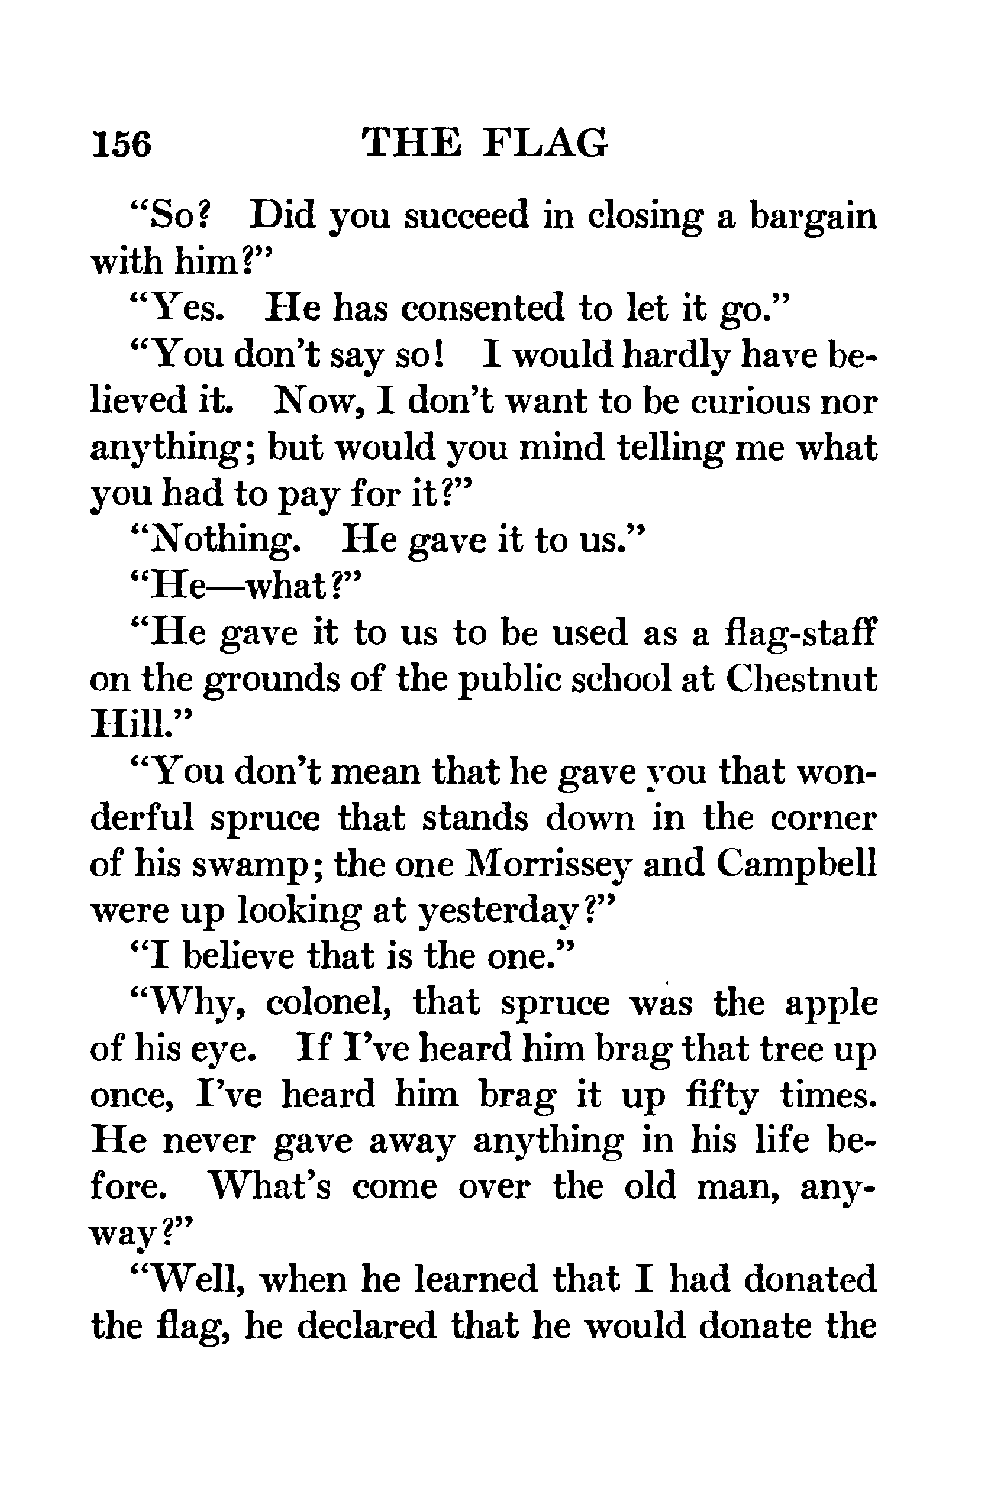 156 THE FLAG
“So? Did you succeed in closing a bargain
with him?”
“Yes. He has consented to let it go.”
“You don’t say so! I would hardly have be-
lieved it. Now, I don’t want to be curious nor
anything; but would you mind telling me what
you had to pay for it?”
“Nothing. He gave it to us.”
“He—what?”
“He gave it to us to be used as a flag-staff
on the grounds of the public school at Chestnut
Hill.”
“You don’t mean that he gave you that won-
derful spruce that stands down in the corner
of his swamp; the one Morrissey and Campbell
were up looking at yesterday?”
“I believe that is the one.”
“Why, colonel, that spruce was the apple
of his eye. If I’ve heard him brag that tree up
once, I’ve heard him brag it up fifty times.
He never gave away anything in his life be-
fore. What’s come over the old man, any-
way?”
“Well, when he learned that I had donated
the flag, he declared that he would donate the